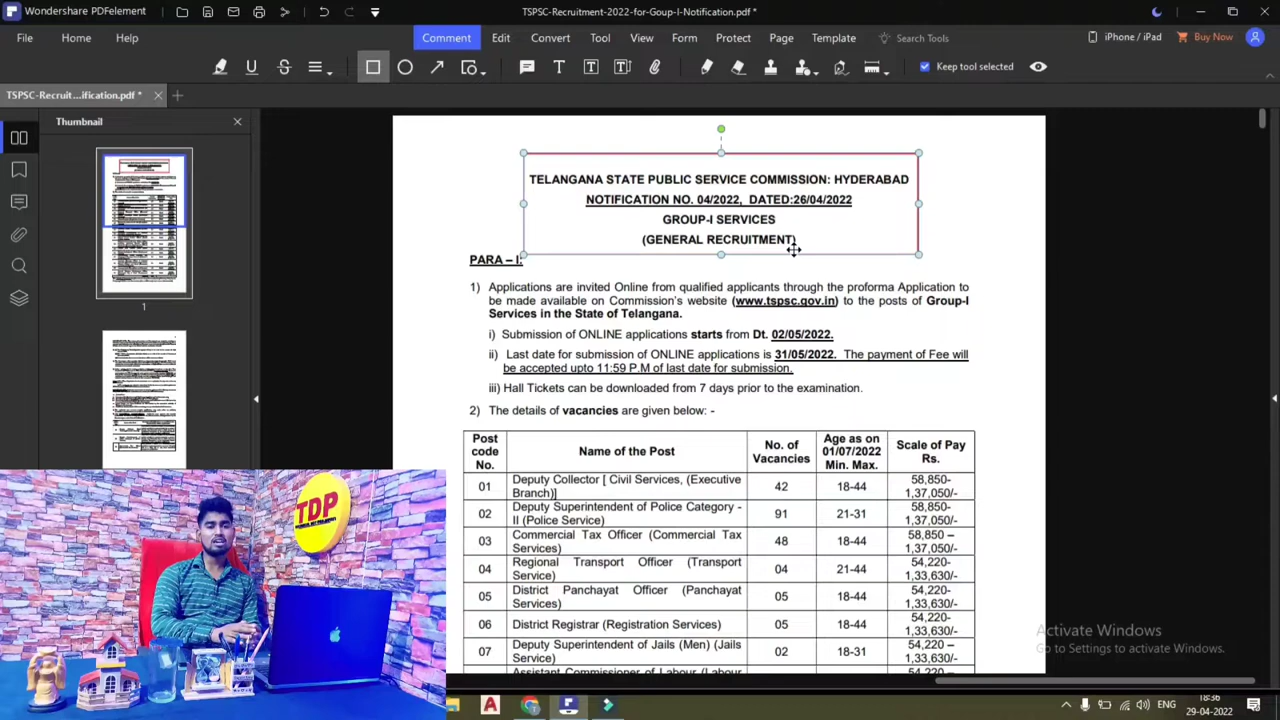 Wondershare PDFelement
TSPSC-Recruitment-2022-for-Goup-I-Notification.pdf *
File Home Help Comment Edit Convert Tool View Form Protect Page Template Search Tools iPhone / iPad Buy Now
Keep tool selected
TSPSC-Recruit...ification.pdf *
Thumbnail
1
TELANGANA STATE PUBLIC SERVICE COMMISSION: HYDERABAD
NOTIFICATION NO. 04/2022, DATED:26/04/2022
GROUP-I SERVICES
(GENERAL RECRUITMENT)
PARA – I:
1) Applications are invited Online from qualified applicants through the proforma Application to
be made available on Commission's website (www.tspsc.gov.in) to the posts of Group-I
Services in the State of Telangana.
i) Submission of ONLINE applications starts from Dt. 02/05/2022.
ii) Last date for submission of ONLINE applications is 31/05/2022. The payment of Fee will
be accepted upto 11:59 P.M of last date for submission.
iii) Hall Tickets can be downloaded from 7 days prior to the examination.
2) The details of vacancies are given below: -
Post code No. Name of the Post No. of Vacancies Age as on 01/07/2022 Min. Max. Scale of Pay Rs.
01 Deputy Collector [ Civil Services, (Executive Branch)] 42 18-44 58,850- 1,37,050/-
02 Deputy Superintendent of Police Category - II (Police Service) 91 21-31 58,850- 1,37,050/-
03 Commercial Tax Officer (Commercial Tax Services) 48 18-44 58,850 – 1,37,050/-
04 Regional Transport Officer (Transport Service) 04 21-44 54,220- 1,33,630/-
05 District Panchayat Officer (Panchayat Services) 05 18-44 54,220- 1,33,630/-
06 District Registrar (Registration Services) 05 18-44 54,220- 1,33,630/-
07 Deputy Superintendent of Jails (Men) (Jails Service) 02 18-31 54,220 – 1,33,630/-
Assistant Commissioner of Labour (Labour 54,220
TDP
Activate Windows
Go to Settings to activate Windows.
18:36
29-04-2022